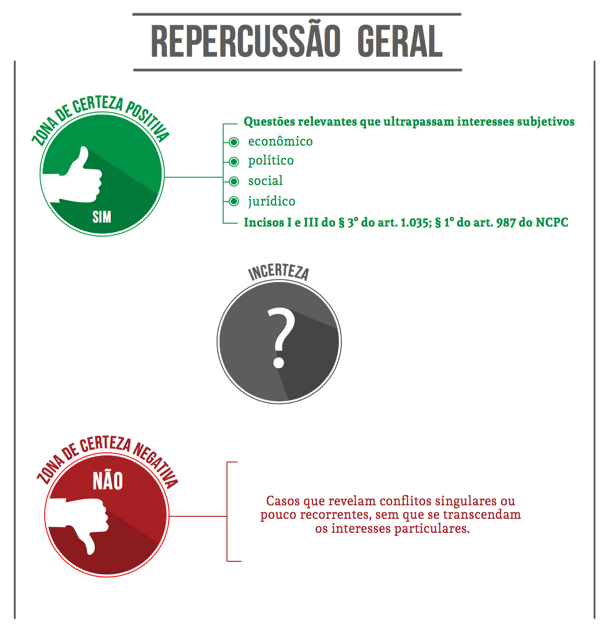 REPERCUSSÃO GERAL
ZONA DE CERTEZA POSITIVA
SIM
Questões relevantes que ultrapassam interesses subjetivos
econômico
político
social
jurídico
Incisos I e III do § 3º do art. 1.035; § 1º do art. 987 do NCPC
INCERTEZA
?
ZONA DE CERTEZA NEGATIVA
NÃO
Casos que revelam conflitos singulares ou
pouco recorrentes, sem que se transcendam
os interesses particulares.